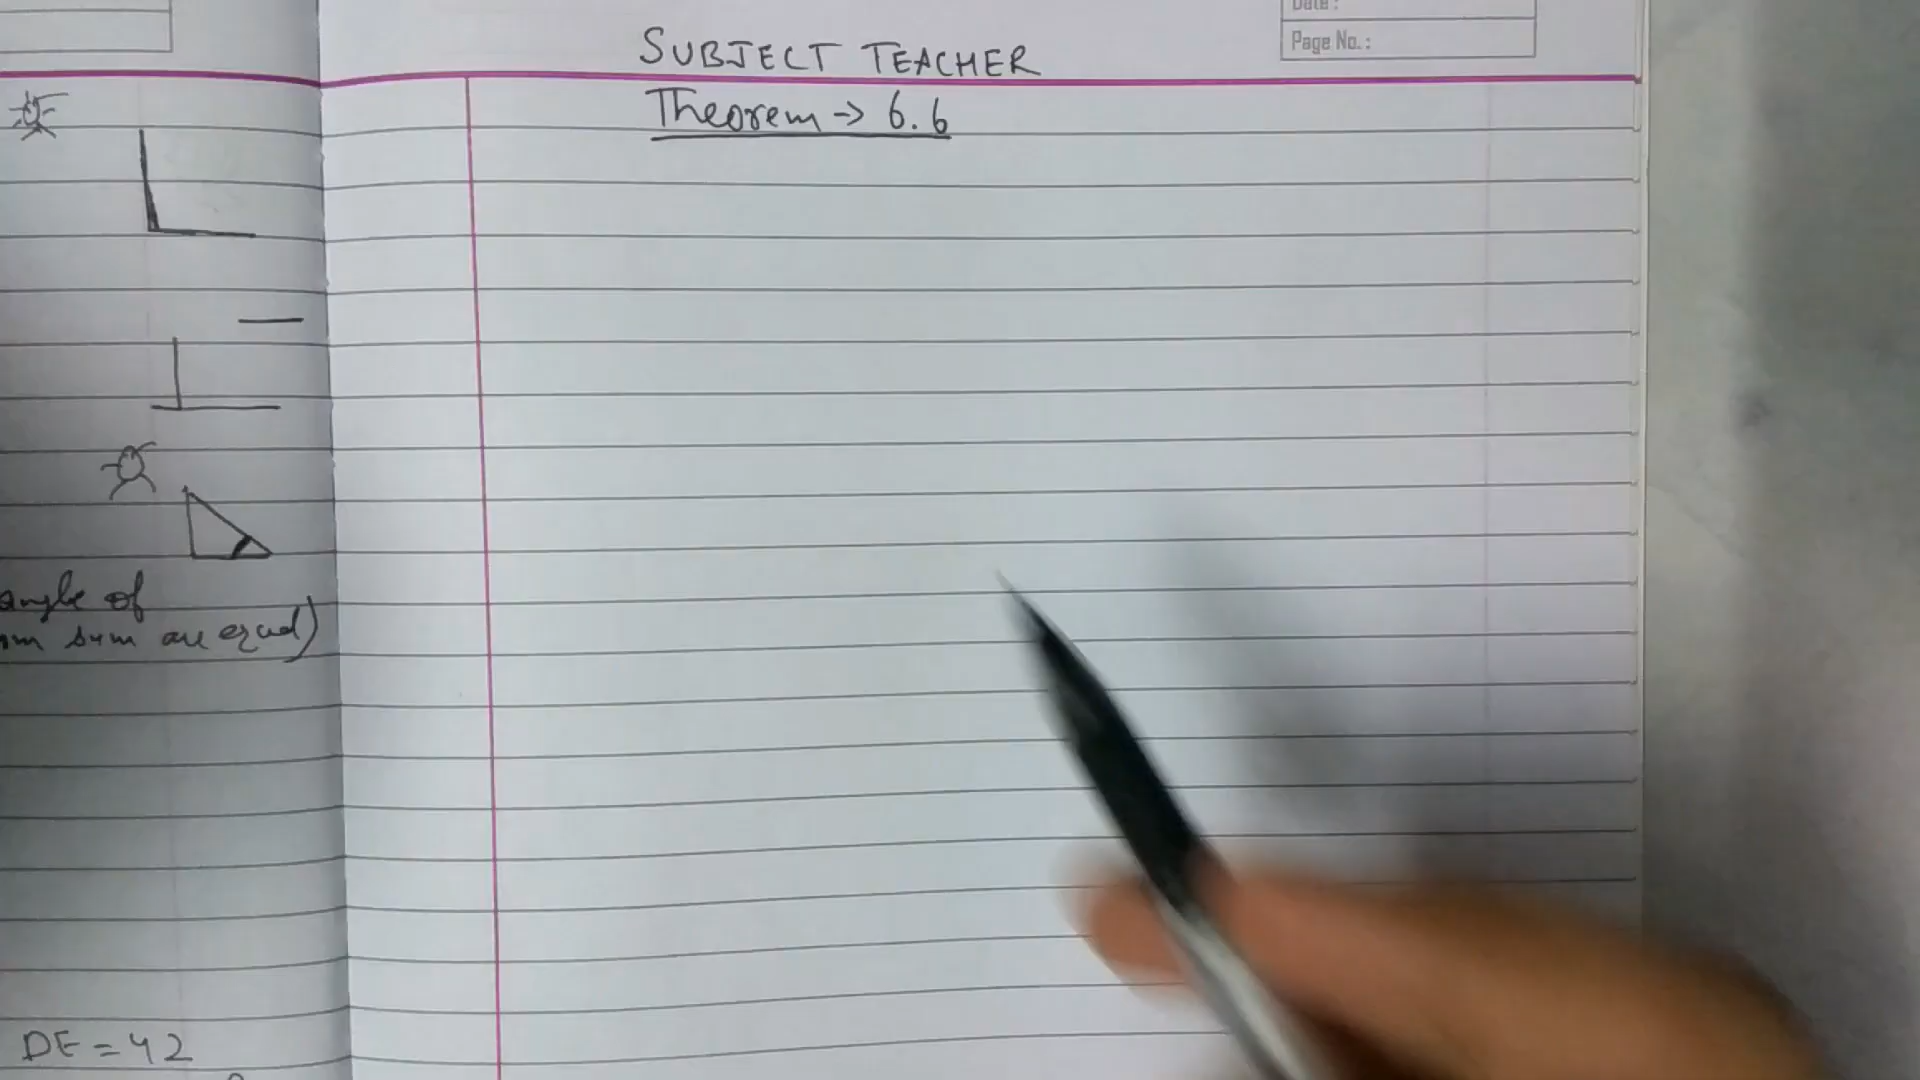 Date :
Page No. :
SUBJECT TEACHER
Theorem → 6.6
angle of
sum are equal)
DE = 42